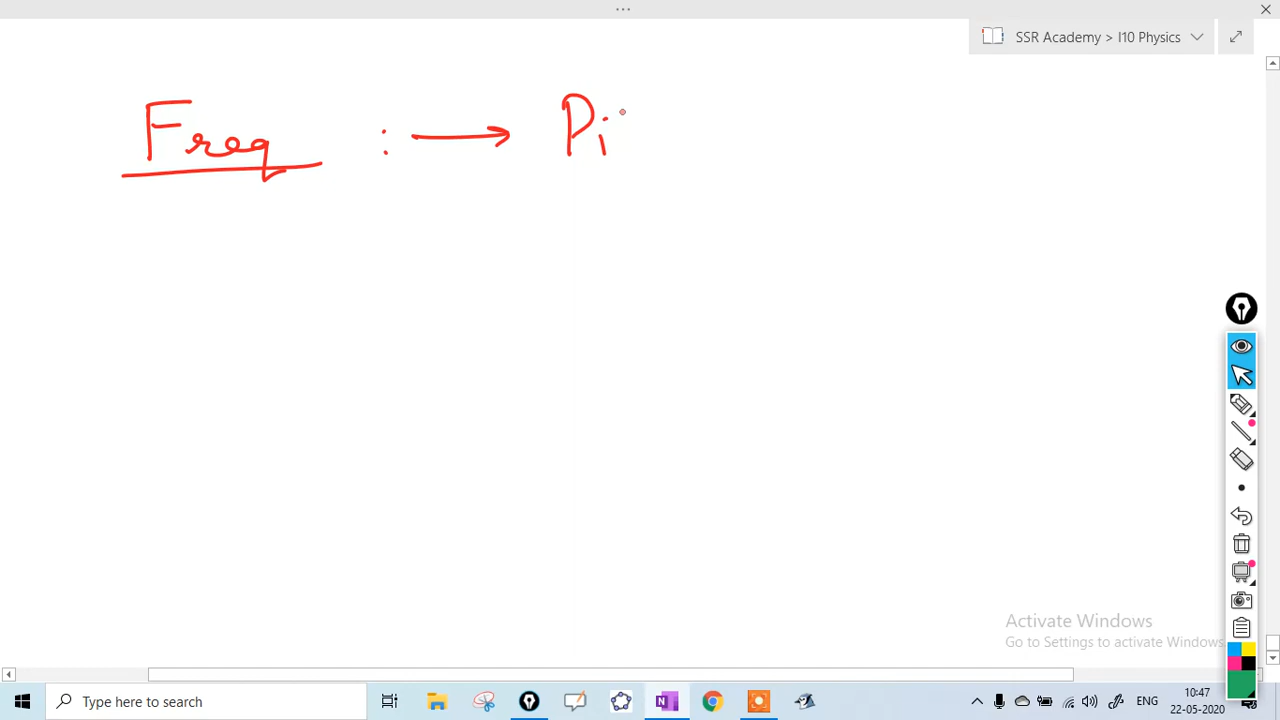 SSR Academy > I10 Physics
Freq : → Pi
Activate Windows
Go to Settings to activate Windows.
Type here to search
ENG
10:47
22-05-2020